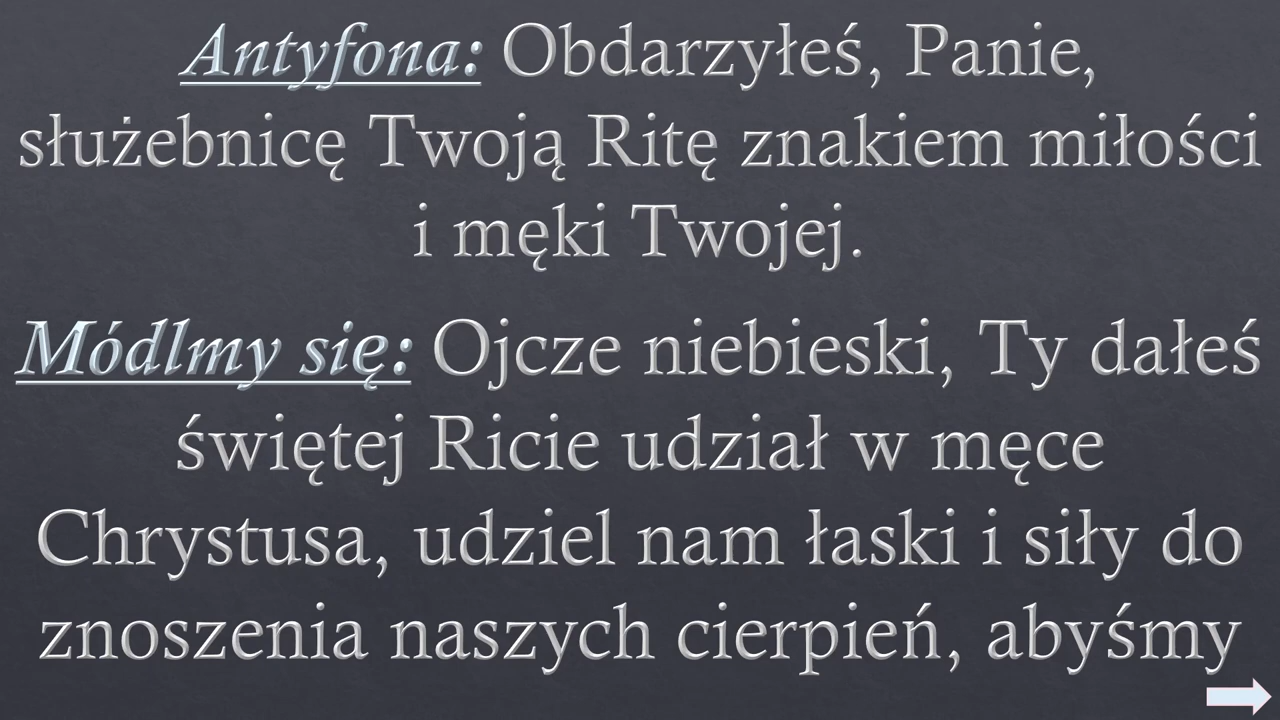 Antyfona: Obdarzyłeś, Panie,
służebnicę Twoją Ritę znakiem miłości
i męki Twojej.
Módlmy się: Ojcze niebieski, Ty dałeś
świętej Ricie udział w męce
Chrystusa, udziel nam łaski i siły do
znoszenia naszych cierpień, abyśmy